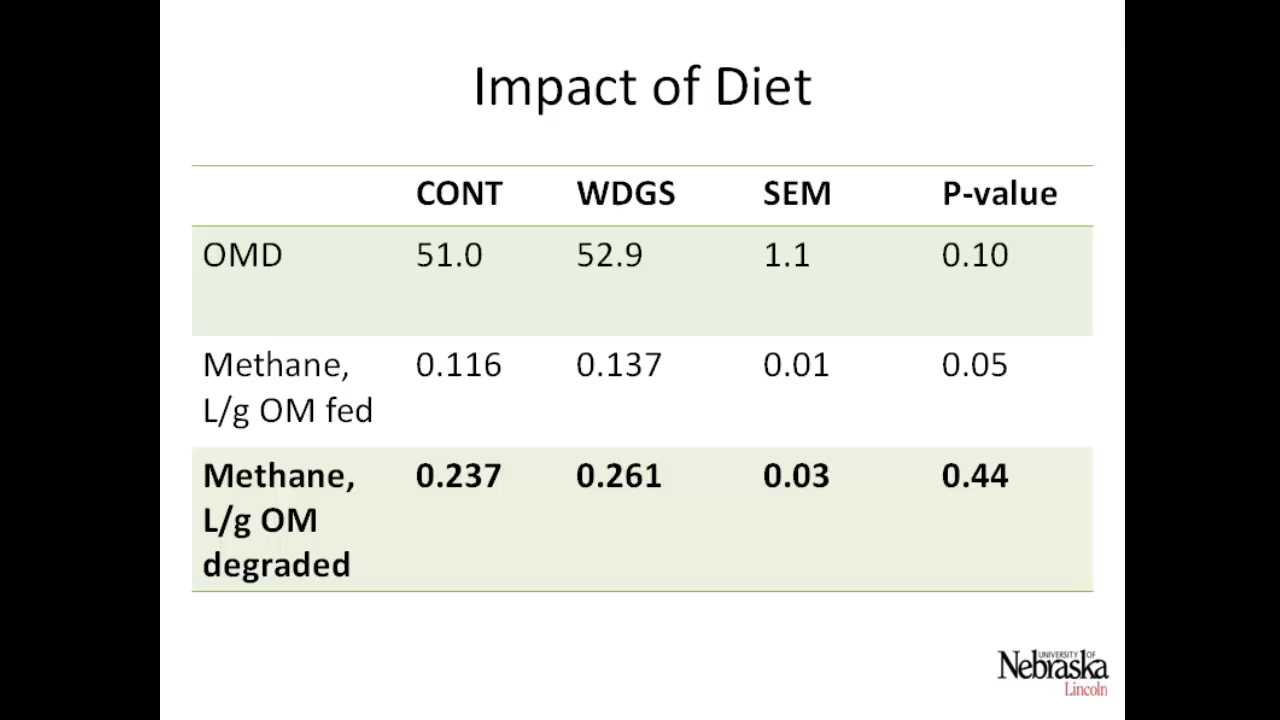 Impact of Diet
CONT WDGS SEM P-value
OMD 51.0 52.9 1.1 0.10
Methane, 0.116 0.137 0.01 0.05
L/g OM fed
Methane, 0.237 0.261 0.03 0.44
L/g OM
degraded
UNIVERSITY OF
Nebraska
Lincoln